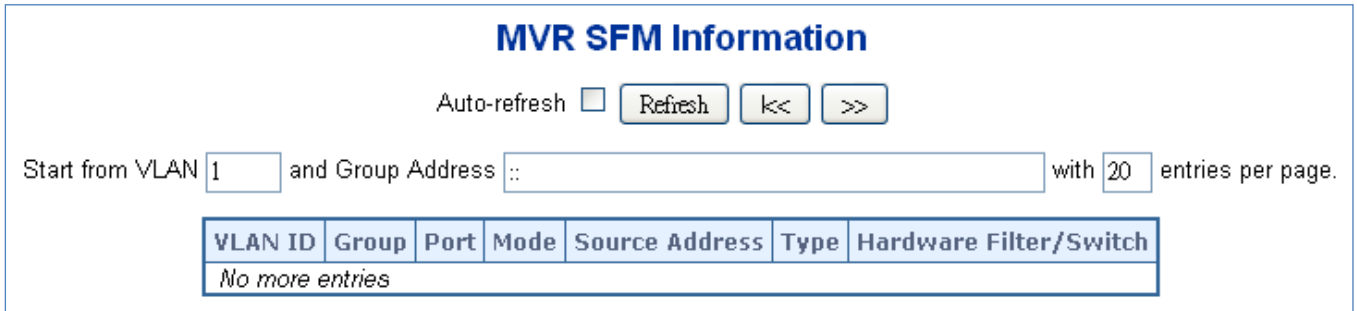 MVR SFM Information
Auto-refresh Refresh |<< >>
Start from VLAN 1 and Group Address :: with 20 entries per page.
VLAN ID Group Port Mode Source Address Type Hardware Filter/Switch
No more entries